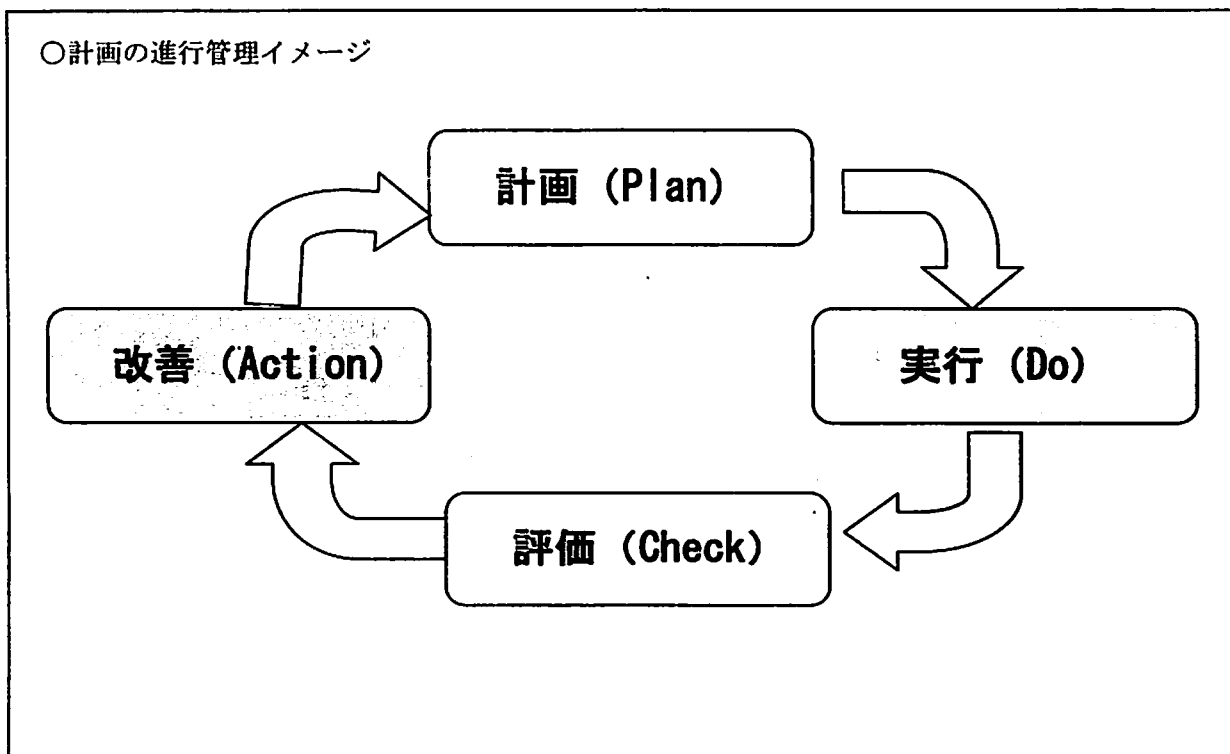 〇計画の進行管理イメージ
計画（Plan）
改善（Action）
実行（Do）
評価（Check）